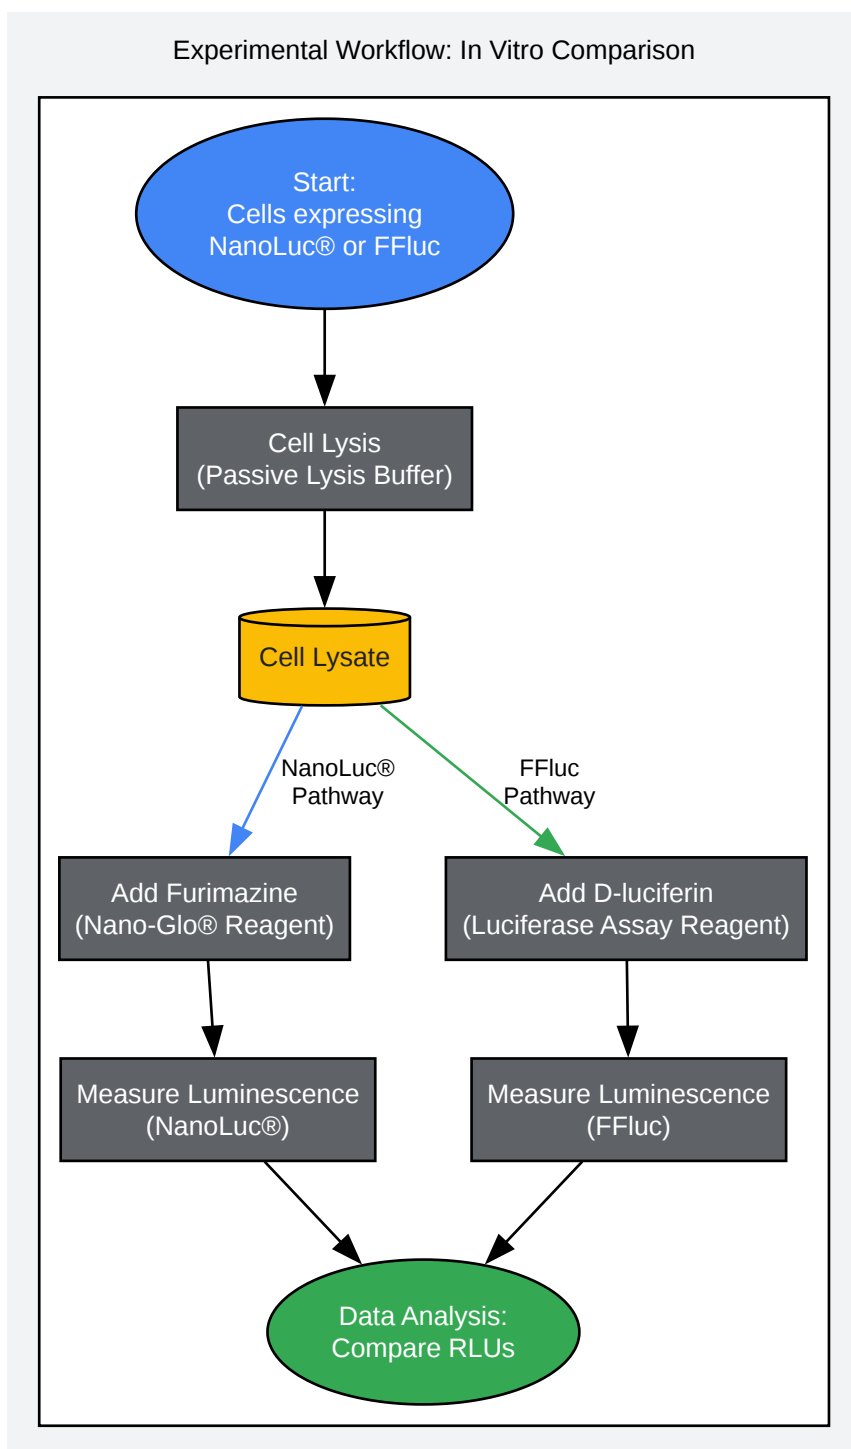 Experimental Workflow: In Vitro Comparison
Start:
Cells expressing
NanoLuc® or FFluc
Cell Lysis
(Passive Lysis Buffer)
Cell Lysate
NanoLuc®
Pathway
FFluc
Pathway
Add Furimazine
(Nano-Glo® Reagent)
Add D-luciferin
(Luciferase Assay Reagent)
Measure Luminescence
(NanoLuc®)
Measure Luminescence
(FFluc)
Data Analysis:
Compare RLUs